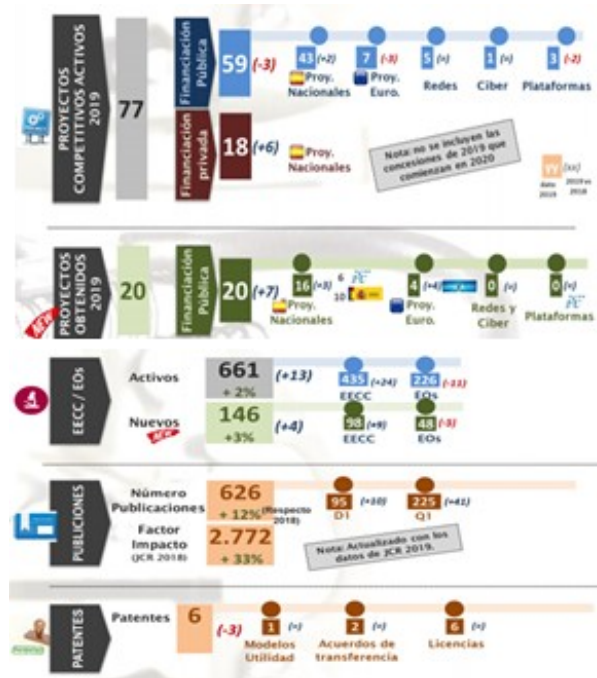 PROYECTOS COMPETITIVOS ACTIVOS 2019
77
Financiación Pública
59 (-3)
43 (+2) 7 (-3) 5 (=) 1 (=) 3 (-2)
Proy. Nacionales
Proy. Euro.
Redes
Ciber
Plataformas
Financiación privada
18 (+6)
Proy. Nacionales
Nota: no se incluyen las
concesiones de 2019 que
comienzan en 2020
YY (xx)
dato 2019
2019 vs 2018
PROYECTOS OBTENIDOS 2019
NEW
20
Financiación Pública
20 (+7)
16 (+3) 6
10
4 (+4) 0 (=) 0 (=)
Proy. Nacionales
Proy. Euro.
Redes y Ciber
Plataformas
EECC / EOs
Activos
661 (+13)
+ 2%
435 (+24) 226 (-11)
EECC EOs
Nuevos
NEW
146 (+4)
+3%
98 (+9) 48 (-5)
EECC EOs
PUBLICIONES
Número
Publicaciones
626
+ 12% (Respecto 2018)
95 (+10) 225 (+41)
D1 Q1
Factor
Impacto
(JCR 2018)
2.772
+ 33%
Nota: Actualizado con los
datos de JCR 2019.
PATENTES
Patentes
6 (-3)
1 (=) 2 (=) 6 (=)
Modelos Utilidad
Acuerdos de transferencia
Licencias